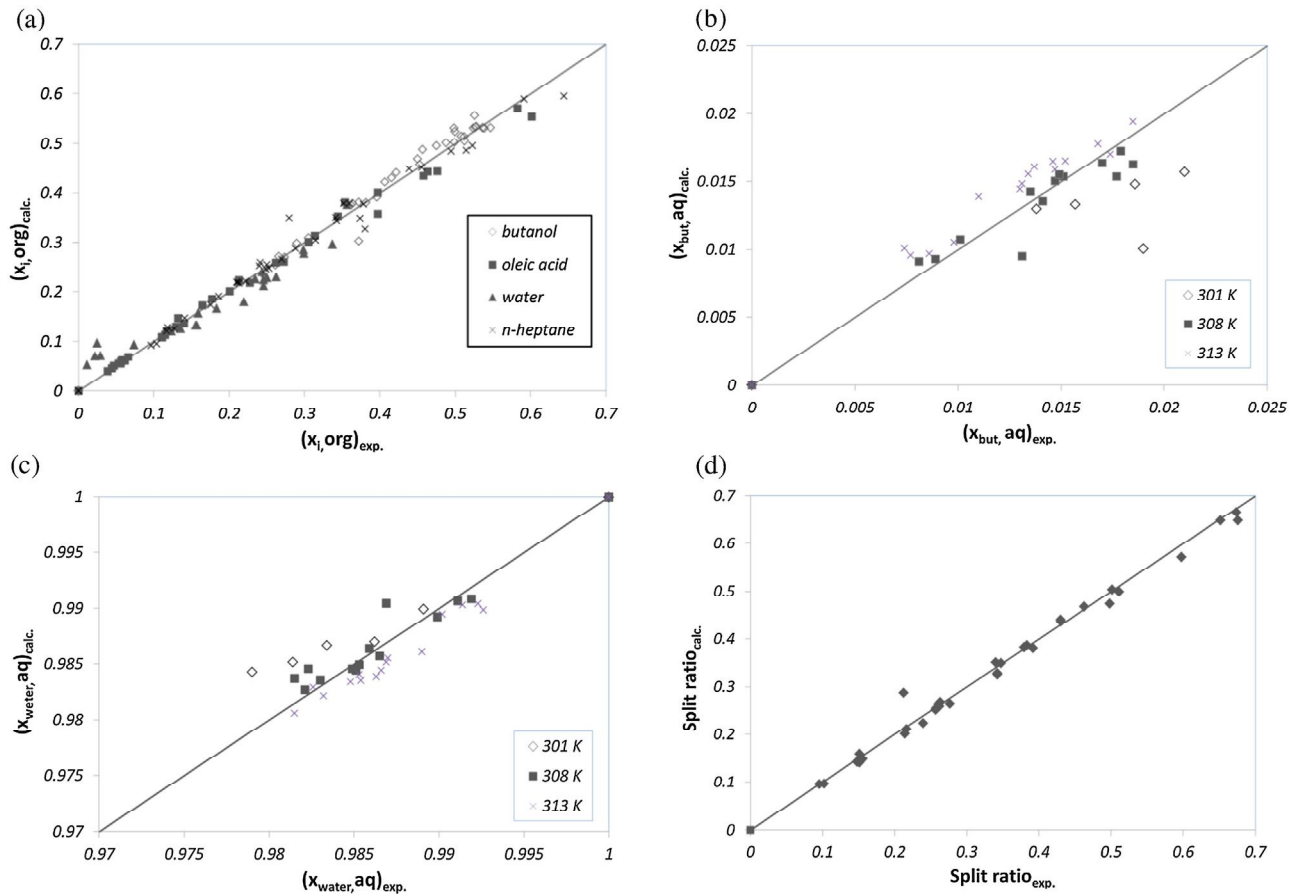 (a)
0.7
0.6
0.5
0.4
0.3
0.2
0.1
0
(xi,org)calc.
0 0.1 0.2 0.3 0.4 0.5 0.6 0.7
(xi,org)exp.
butanol
oleic acid
water
n-heptane
(b)
0.025
0.02
0.015
0.01
0.005
0
(xbut,aq)calc.
0 0.005 0.01 0.015 0.02 0.025
(xbut, aq)exp.
301 K
308 K
313 K
(c)
1
0.995
0.99
0.985
0.98
0.975
0.97
(xweter,aq)calc.
0.97 0.975 0.98 0.985 0.99 0.995 1
(xwater,aq)exp.
301 K
308 K
313 K
(d)
0.7
0.6
0.5
0.4
0.3
0.2
0.1
0
Split ratiocalc.
0 0.1 0.2 0.3 0.4 0.5 0.6 0.7
Split ratioexp.